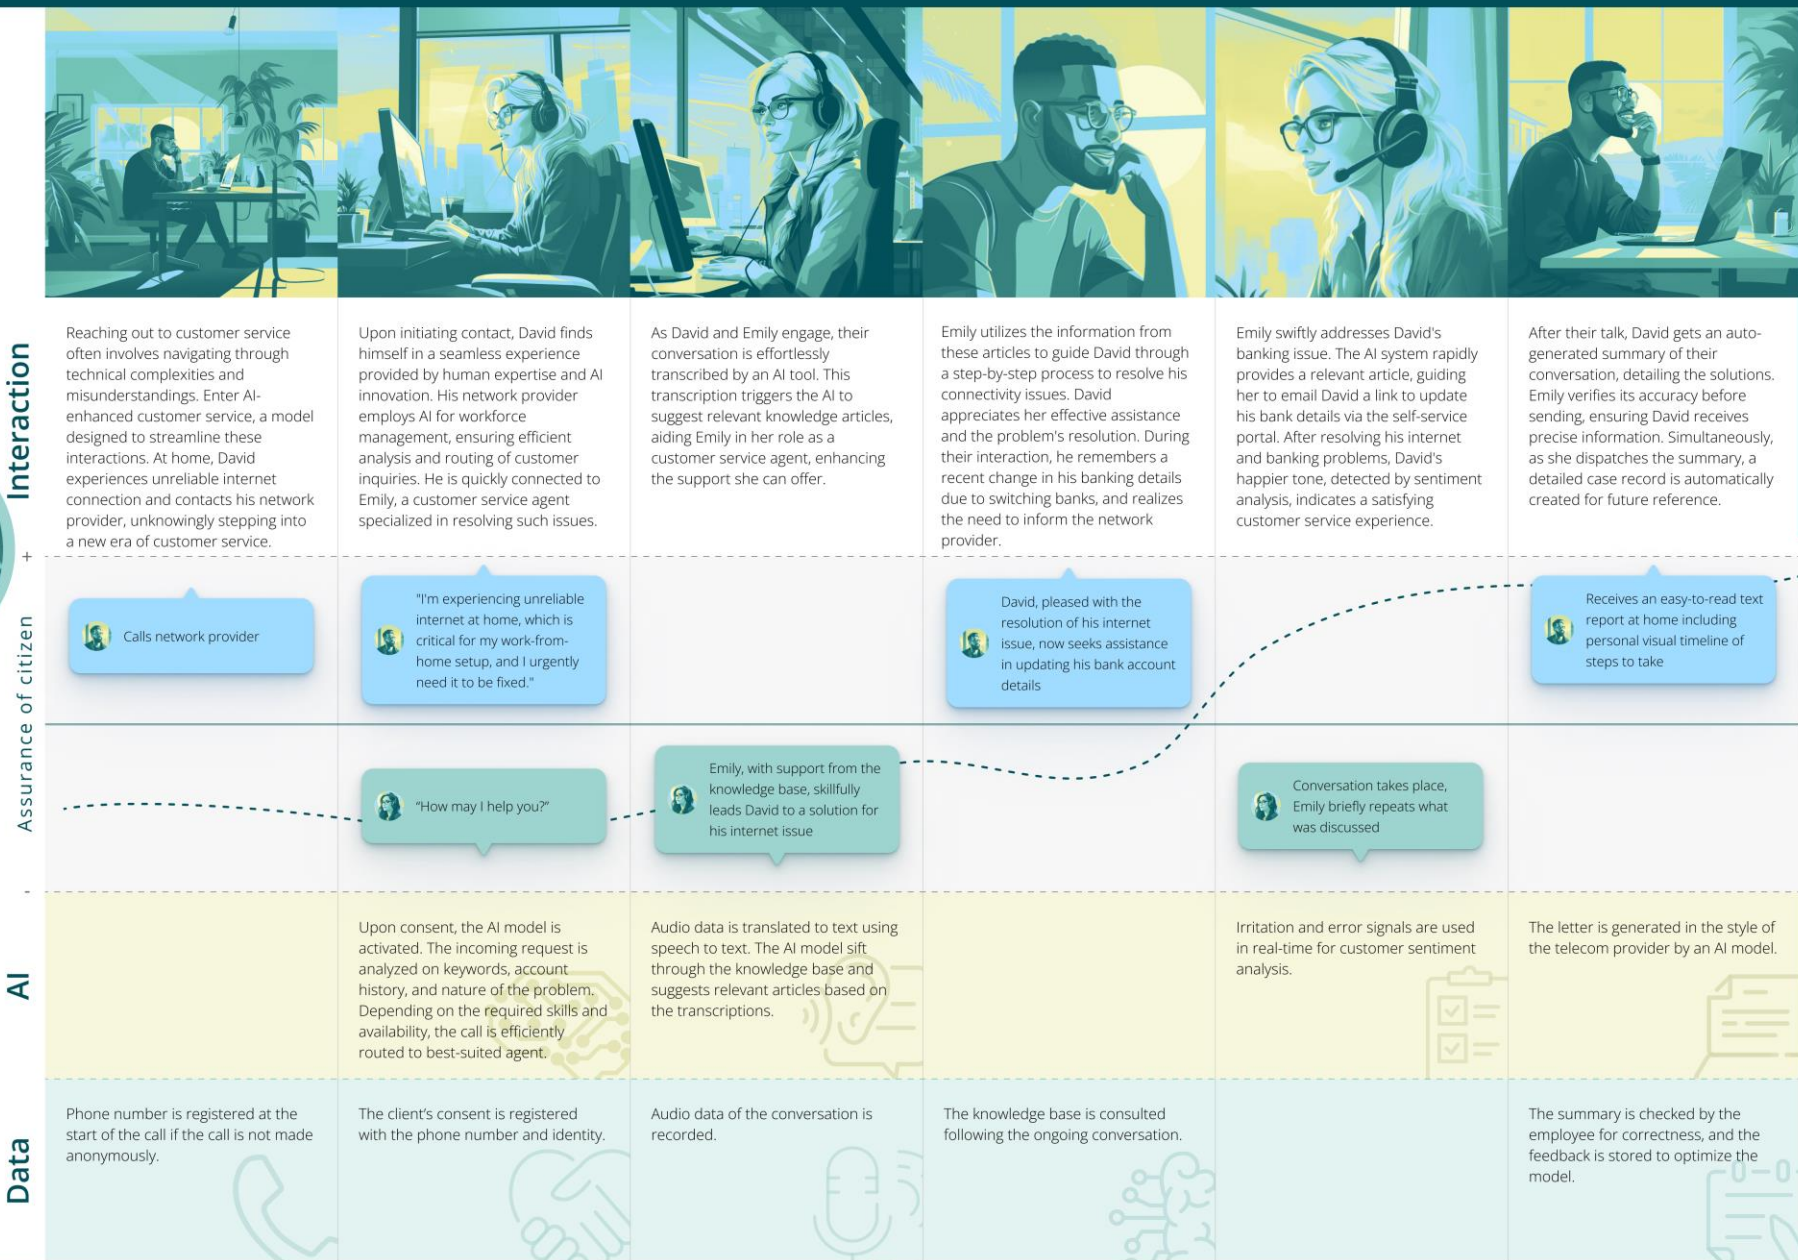 Interaction
Reaching out to customer service
often involves navigating through
technical complexities and
misunderstandings. Enter AI-
enhanced customer service, a model
designed to streamline these
interactions. At home, David
experiences unreliable internet
connection and contacts his network
provider, unknowingly stepping into
a new era of customer service.
Upon initiating contact, David finds
himself in a seamless experience
provided by human expertise and AI
innovation. His network provider
employs AI for workforce
management, ensuring efficient
analysis and routing of customer
inquiries. He is quickly connected to
Emily, a customer service agent
specialized in resolving such issues.
As David and Emily engage, their
conversation is effortlessly
transcribed by an AI tool. This
transcription triggers the AI to
suggest relevant knowledge articles,
aiding Emily in her role as a
customer service agent, enhancing
the support she can offer.
Emily utilizes the information from
these articles to guide David through
a step-by-step process to resolve his
connectivity issues. David
appreciates her effective assistance
and the problem's resolution. During
their interaction, he remembers a
recent change in his banking details
due to switching banks, and realizes
the need to inform the network
provider.
Emily swiftly addresses David's
banking issue. The AI system rapidly
provides a relevant article, guiding
her to email David a link to update
his bank details via the self-service
portal. After resolving his internet
and banking problems, David's
happier tone, detected by sentiment
analysis, indicates a satisfying
customer service experience.
After their talk, David gets an auto-
generated summary of their
conversation, detailing the solutions.
Emily verifies its accuracy before
sending, ensuring David receives
precise information. Simultaneously,
as she dispatches the summary, a
detailed case record is automatically
created for future reference.
+
Assurance of citizen
-
Calls network provider
"I'm experiencing unreliable
internet at home, which is
critical for my work-from-
home setup, and I urgently
need it to be fixed."
David, pleased with the
resolution of his internet
issue, now seeks assistance
in updating his bank account
details
Receives an easy-to-read text
report at home including
personal visual timeline of
steps to take
“How may I help you?”
Emily, with support from the
knowledge base, skillfully
leads David to a solution for
his internet issue
Conversation takes place,
Emily briefly repeats what
was discussed
AI
Upon consent, the AI model is
activated. The incoming request is
analyzed on keywords, account
history, and nature of the problem.
Depending on the required skills and
availability, the call is efficiently
routed to best-suited agent.
Audio data is translated to text using
speech to text. The AI model sift
through the knowledge base and
suggests relevant articles based on
the transcriptions.
Irritation and error signals are used
in real-time for customer sentiment
analysis.
The letter is generated in the style of
the telecom provider by an AI model.
Data
Phone number is registered at the
start of the call if the call is not made
anonymously.
The client’s consent is registered
with the phone number and identity.
Audio data of the conversation is
recorded.
The knowledge base is consulted
following the ongoing conversation.
The summary is checked by the
employee for correctness, and the
feedback is stored to optimize the
model.